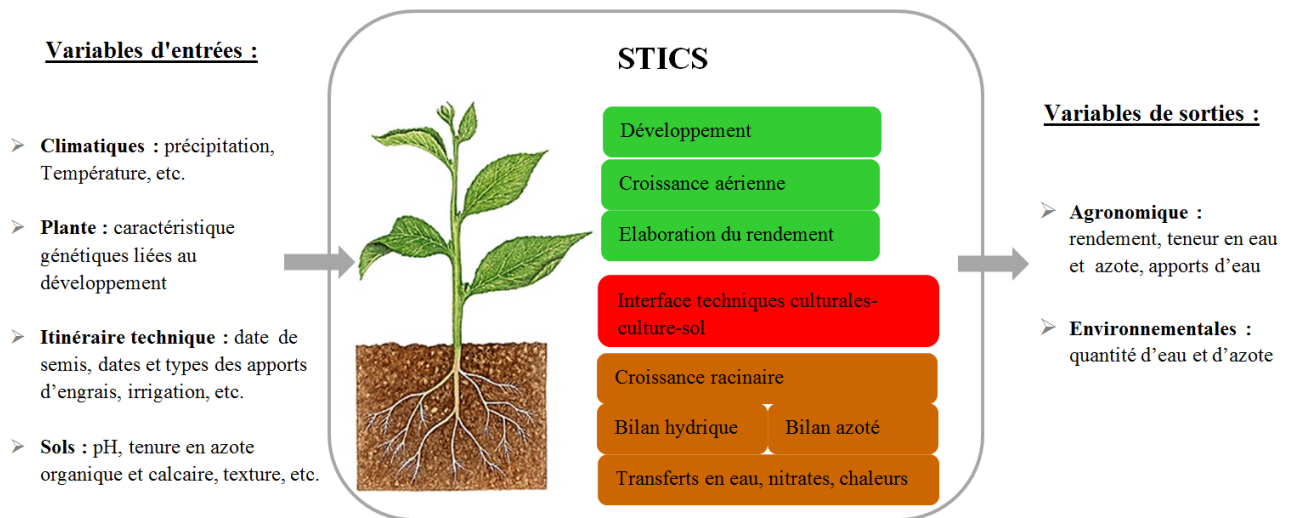 Variables d'entrées :
Climatiques : précipitation,
Température, etc.
Plante : caractéristique
génétiques liées au
développement
Itinéraire technique : date de
semis, dates et types des apports
d'engrais, irrigation, etc.
Sols : pH, tenure en azote
organique et calcaire, texture, etc.
STICS
Développement
Croissance aérienne
Elaboration du rendement
Interface techniques culturales-
culture-sol
Croissance racinaire
Bilan hydrique
Bilan azoté
Transferts en eau, nitrates, chaleurs
Variables de sorties :
Agronomique :
rendement, teneur en eau
et azote, apports d'eau
Environnementales :
quantité d'eau et d'azote